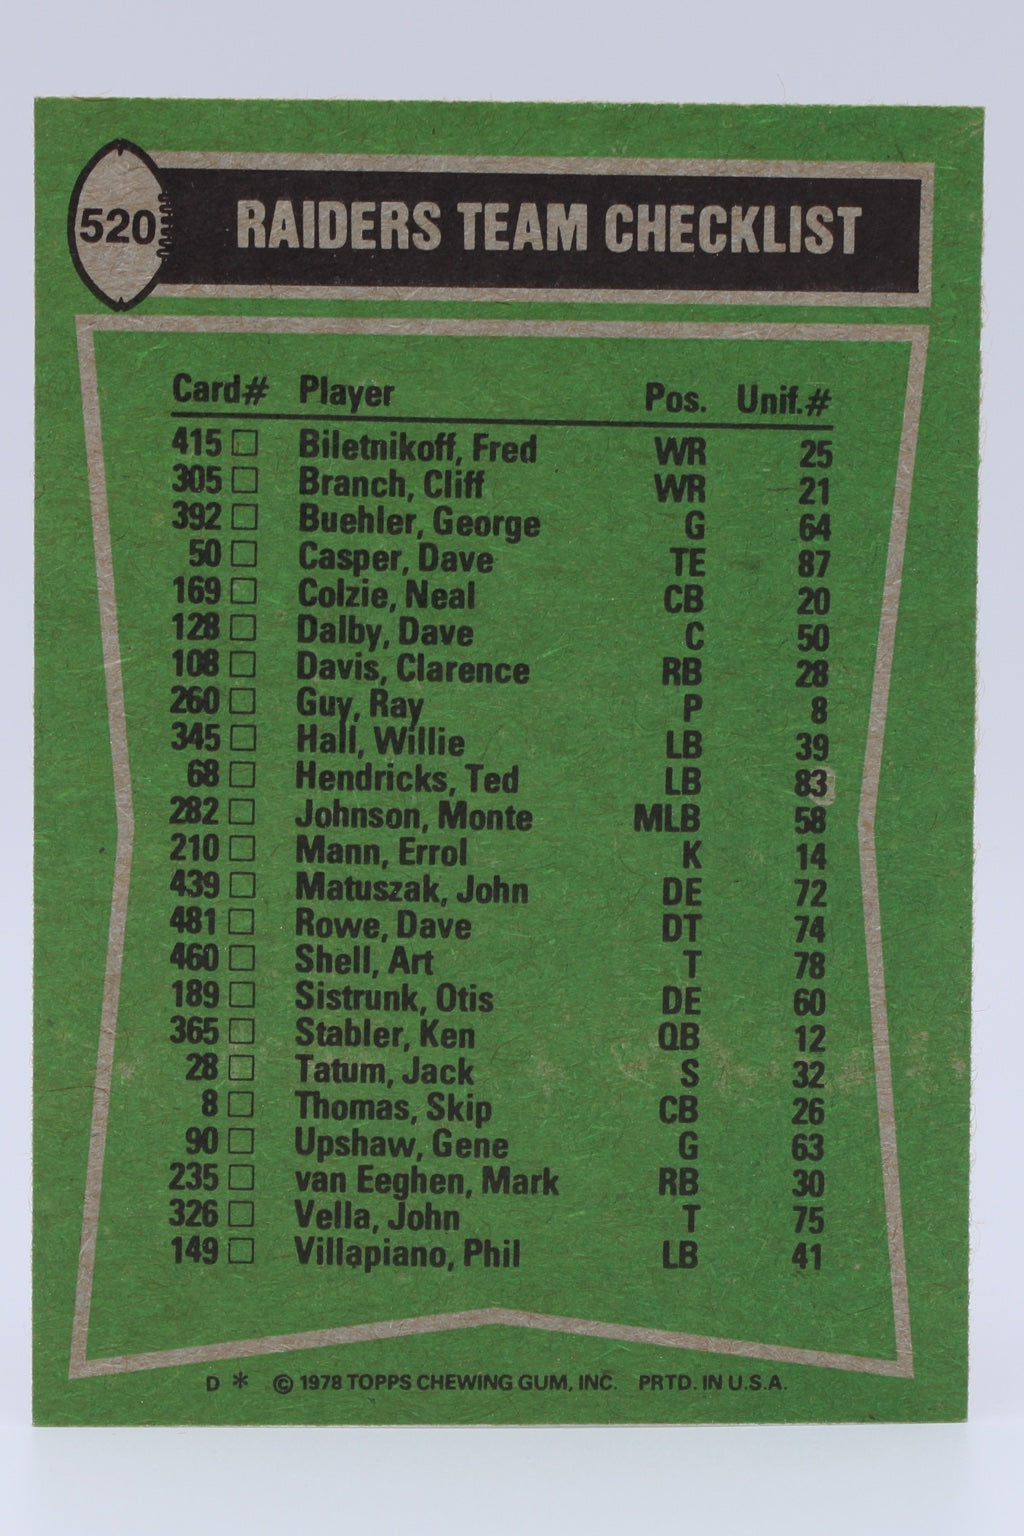 520 RAIDERS TEAM CHECKLIST
Card# Player Pos. Unif.#
415 Biletnikoff, Fred WR 25
305 Branch, Cliff WR 21
392 Buehler, George G 64
50 Casper, Dave TE 87
169 Colzie, Neal CB 20
128 Dalby, Dave C 50
108 Davis, Clarence RB 28
260 Guy, Ray P 8
345 Hall, Willie LB 39
68 Hendricks, Ted LB 83
282 Johnson, Monte MLB 58
210 Mann, Errol K 14
439 Matuszak, John DE 72
481 Rowe, Dave DT 74
460 Shell, Art T 78
189 Sistrunk, Otis DE 60
365 Stabler, Ken QB 12
28 Tatum, Jack S 32
8 Thomas, Skip CB 26
90 Upshaw, Gene G 63
235 van Eeghen, Mark RB 30
326 Vella, John T 75
149 Villapiano, Phil LB 41
D * © 1978 TOPPS CHEWING GUM, INC. PRTD. IN U.S.A.